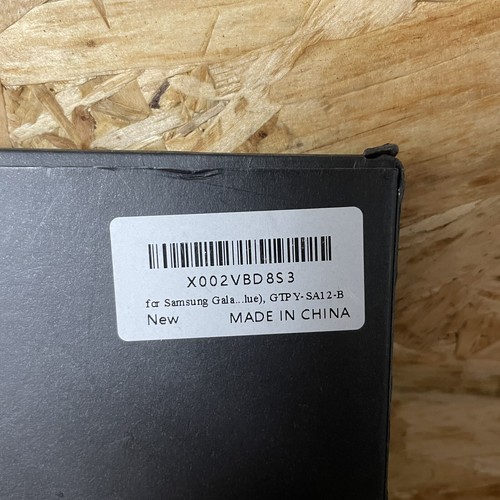 X002VBD8S3
for Samsung Gala...lue), GTPY-SA12-B
New MADE IN CHINA